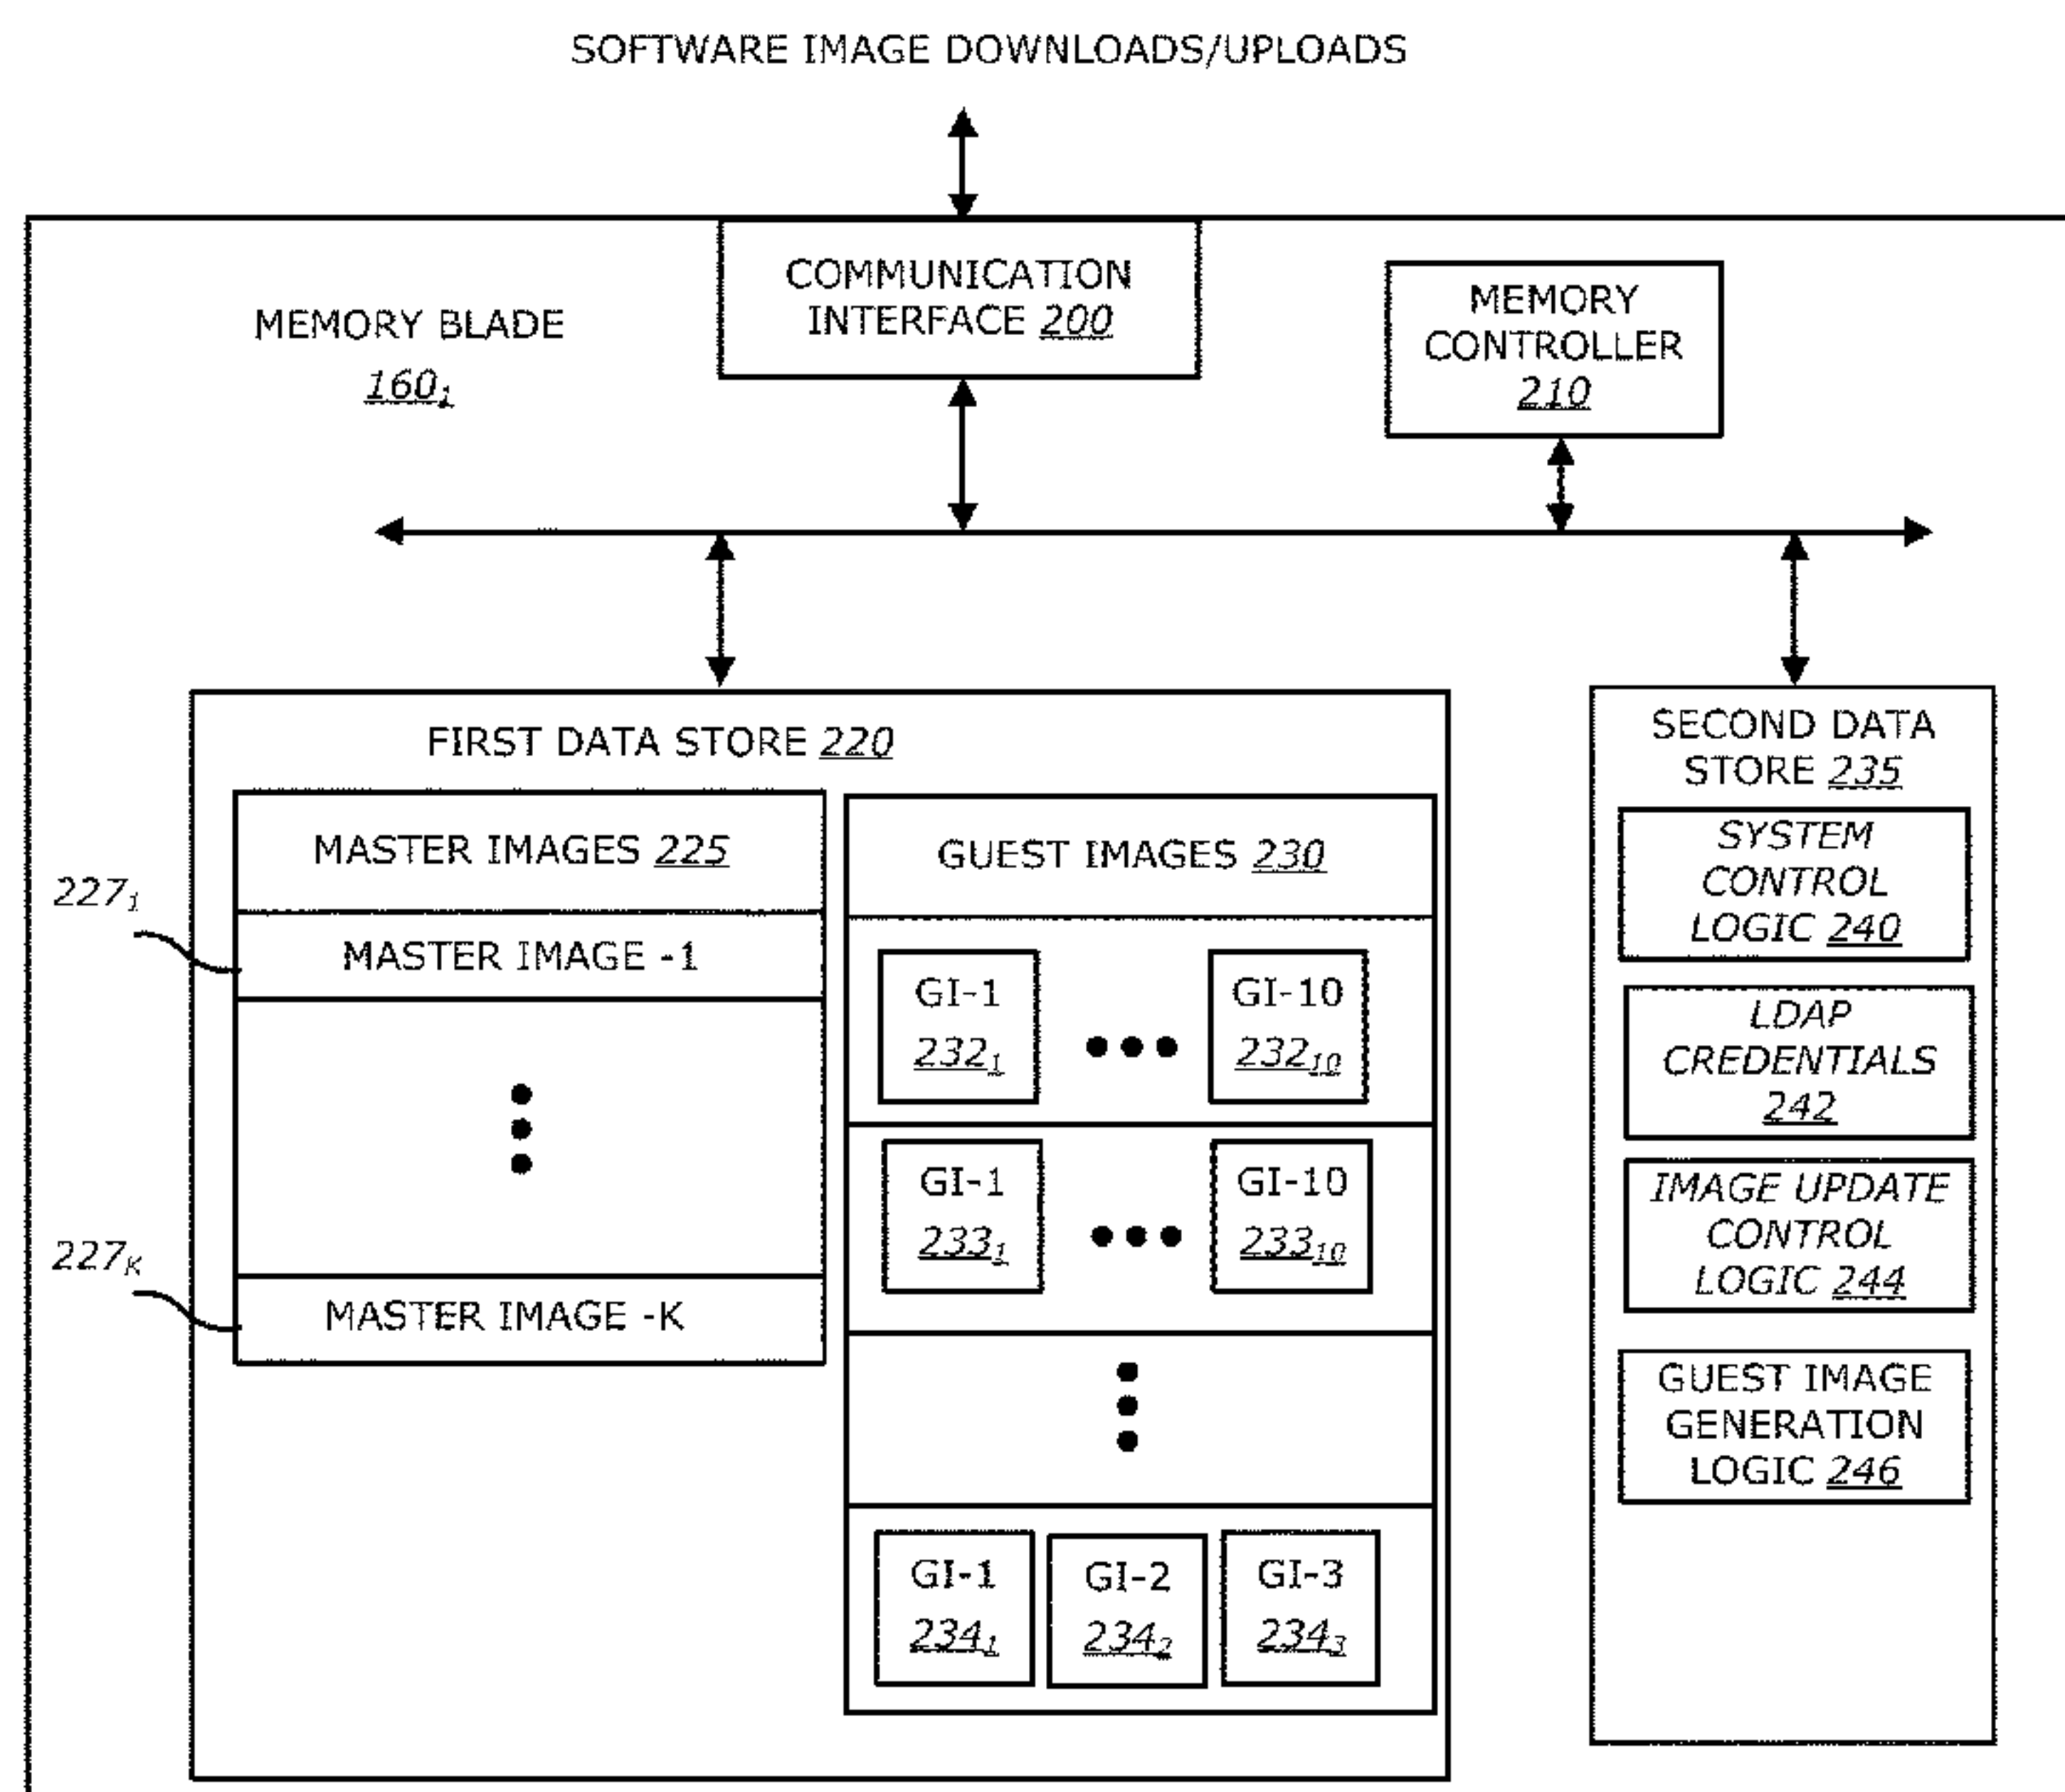 SOFTWARE IMAGE DOWNLOADS/UPLOADS
COMMUNICATION
INTERFACE 200
MEMORY BLADE
160₁
MEMORY
CONTROLLER
210
FIRST DATA STORE 220
MASTER IMAGES 225
227₁
MASTER IMAGE -1
227ₖ
MASTER IMAGE -K
GUEST IMAGES 230
GI-1
232₁
GI-10
232₁₀
GI-1
233₁
GI-10
233₁₀
GI-1
234₁
GI-2
234₂
GI-3
234₃
SECOND DATA
STORE 235
SYSTEM
CONTROL
LOGIC 240
LDAP
CREDENTIALS
242
IMAGE UPDATE
CONTROL
LOGIC 244
GUEST IMAGE
GENERATION
LOGIC 246